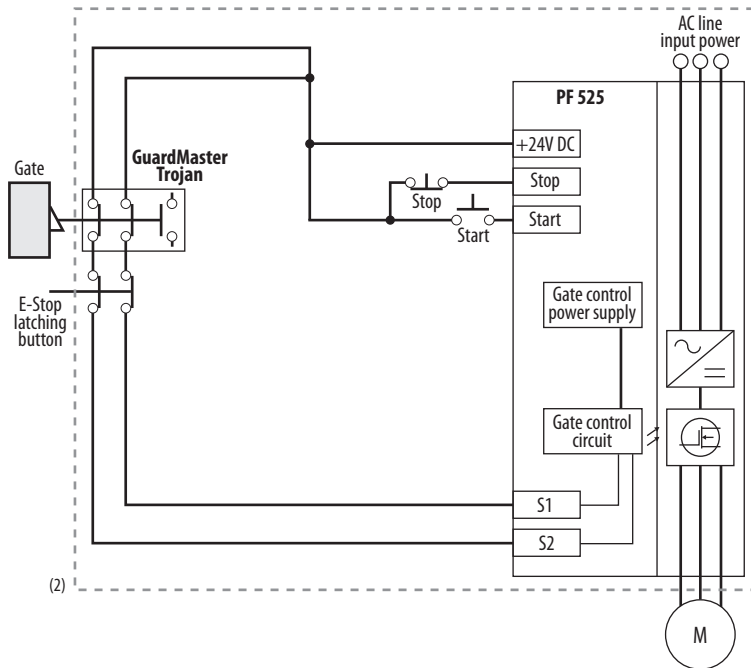 AC line
input power
PF 525
+24V DC
GuardMaster
Trojan
Gate
Stop
Stop
Start
Start
Gate control
power supply
E-Stop
latching
button
Gate control
circuit
S1
S2
(2)
M